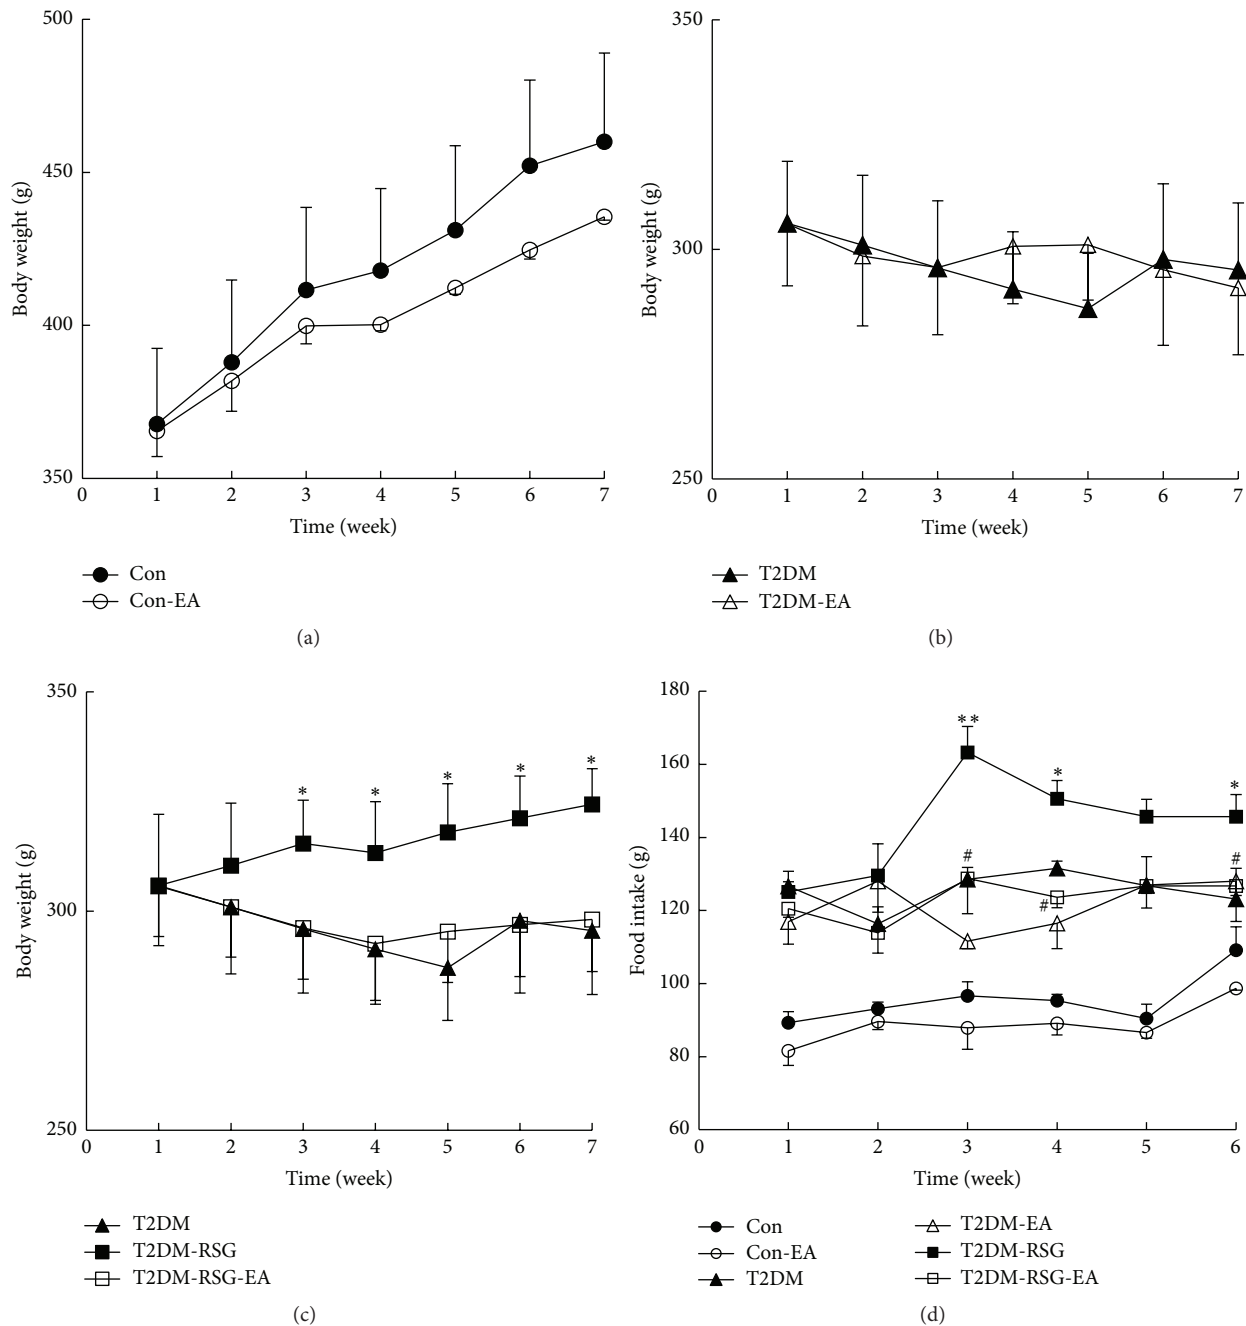 500
450
400
350
Body weight (g)
0 1 2 3 4 5 6 7
Time (week)
Con
Con-EA
(a)
350
300
250
Body weight (g)
0 1 2 3 4 5 6 7
Time (week)
T2DM
T2DM-EA
(b)
350
300
250
Body weight (g)
* * * * *
0 1 2 3 4 5 6 7
Time (week)
T2DM
T2DM-RSG
T2DM-RSG-EA
(c)
180
160
140
120
100
80
60
Food intake (g)
**
*
*
#
#
#
0 1 2 3 4 5 6
Time (week)
Con
Con-EA
T2DM
T2DM-EA
T2DM-RSG
T2DM-RSG-EA
(d)